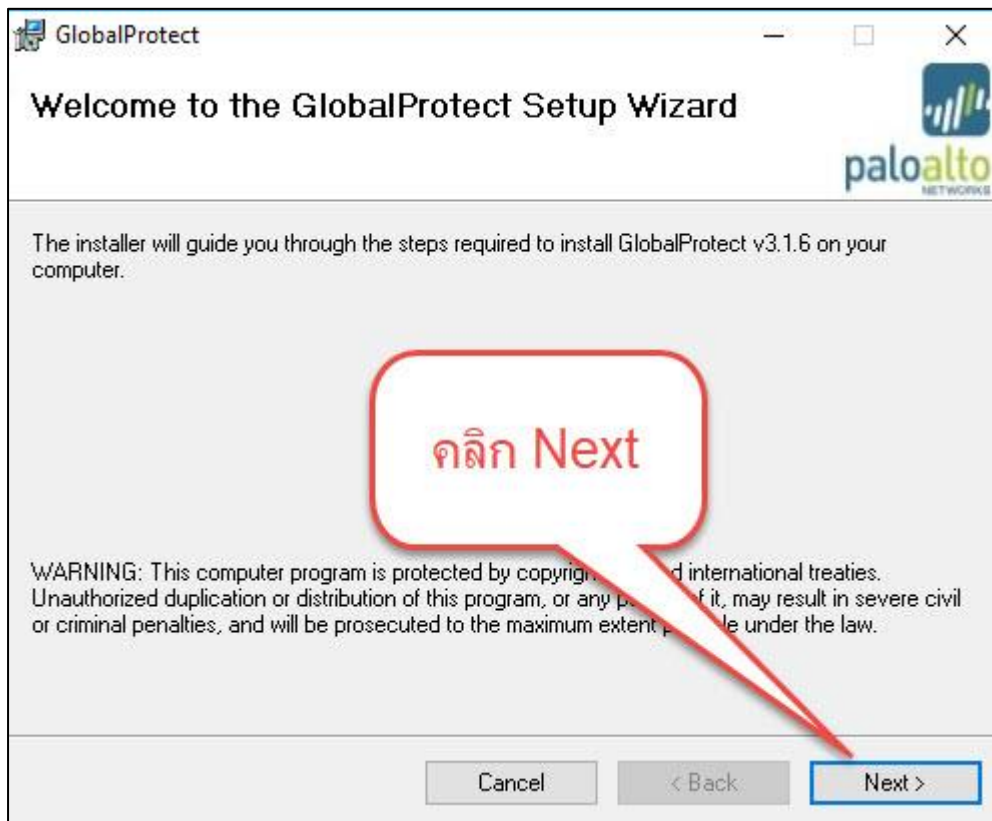 GlobalProtect
Welcome to the GlobalProtect Setup Wizard
paloalto
NETWORKS
The installer will guide you through the steps required to install GlobalProtect v3.1.6 on your
computer.
คลิก Next
WARNING: This computer program is protected by d international treaties.
Unauthorized duplication or distribution of this program, or any of it, may result in severe civil
or criminal penalties, and will be prosecuted to the maximum extent under the law.
Cancel
< Back
Next >